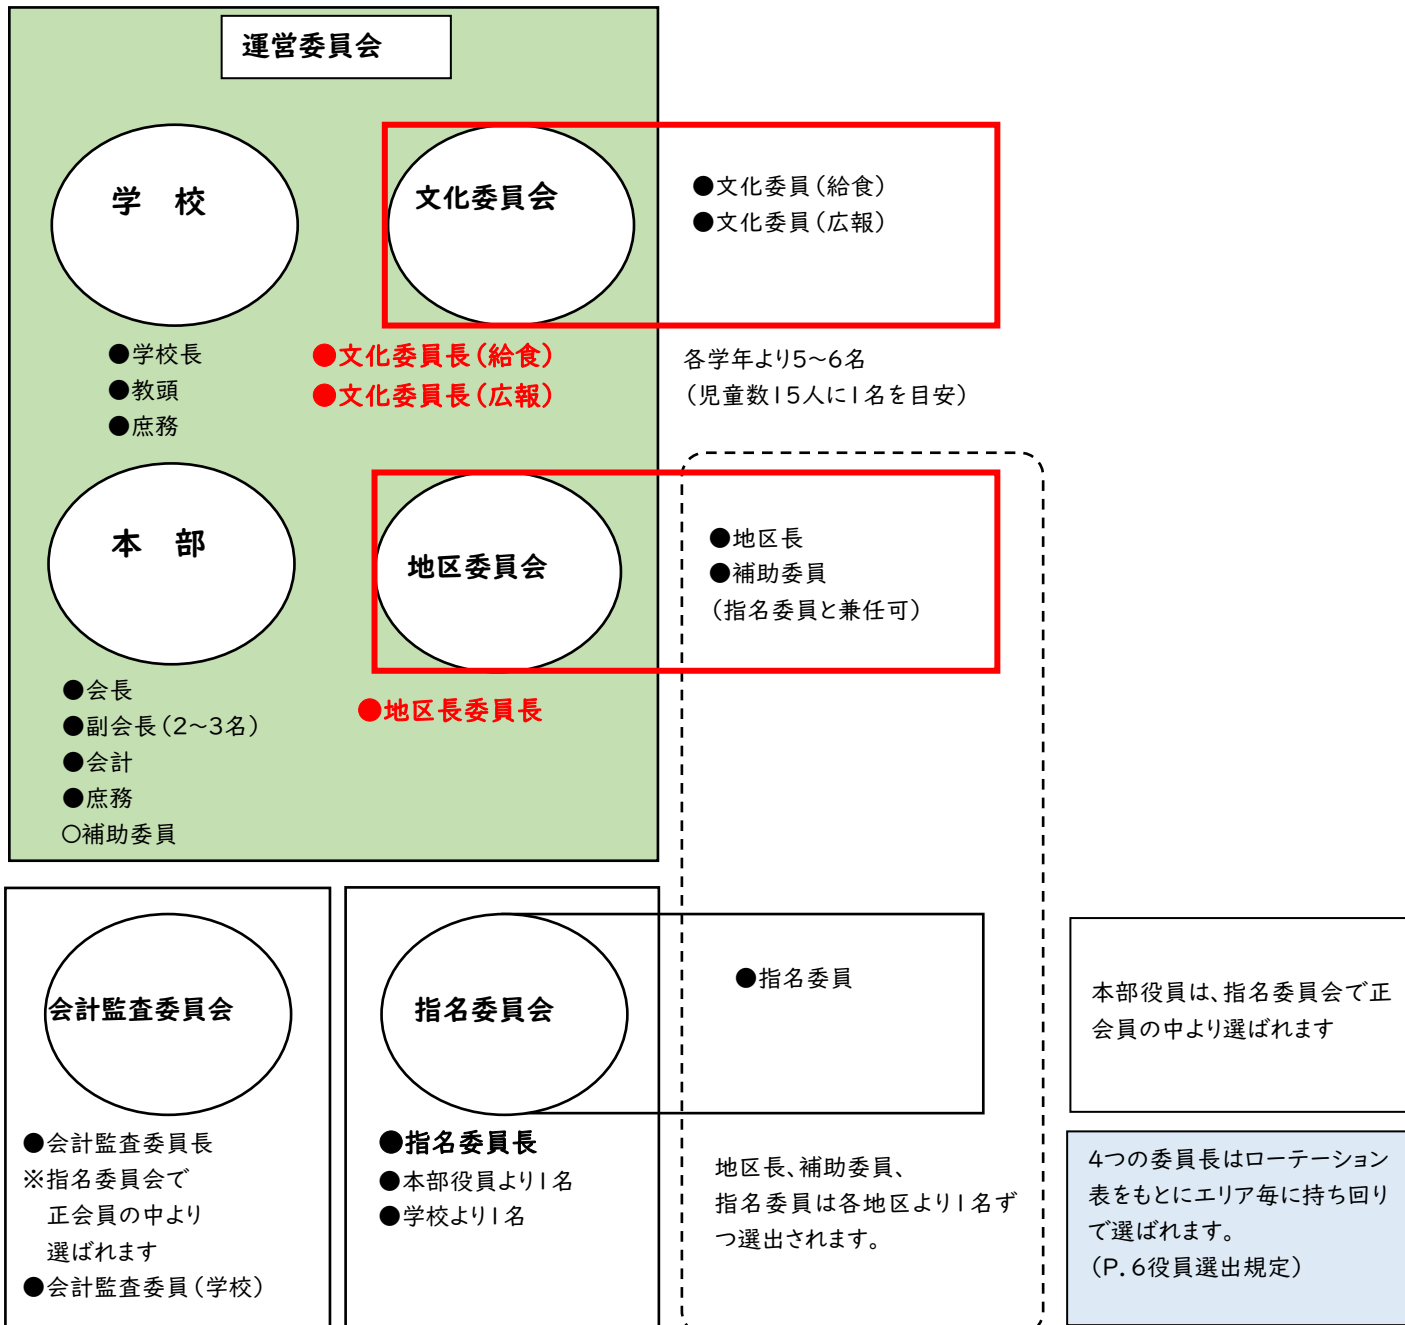 運営委員会
学　校
●学校長
●教頭
●庶務
文化委員会
●文化委員長（給食）
●文化委員長（広報）
●文化委員（給食）
●文化委員（広報）
各学年より5～6名
（児童数15人に1名を目安）
本　部
●会長
●副会長（2～3名）
●会計
●庶務
○補助委員
地区委員会
●地区長委員長
●地区長
●補助委員
（指名委員と兼任可）
会計監査委員会
●会計監査委員長
※指名委員会で
正会員の中より
選ばれます
●会計監査委員（学校）
指名委員会
●指名委員長
●本部役員より1名
●学校より1名
●指名委員
地区長、補助委員、
指名委員は各地区より1名ず
つ選出されます。
本部役員は、指名委員会で正
会員の中より選ばれます
4つの委員長はローテーション
表をもとにエリア毎に持ち回り
で選ばれます。
（P.6役員選出規定）